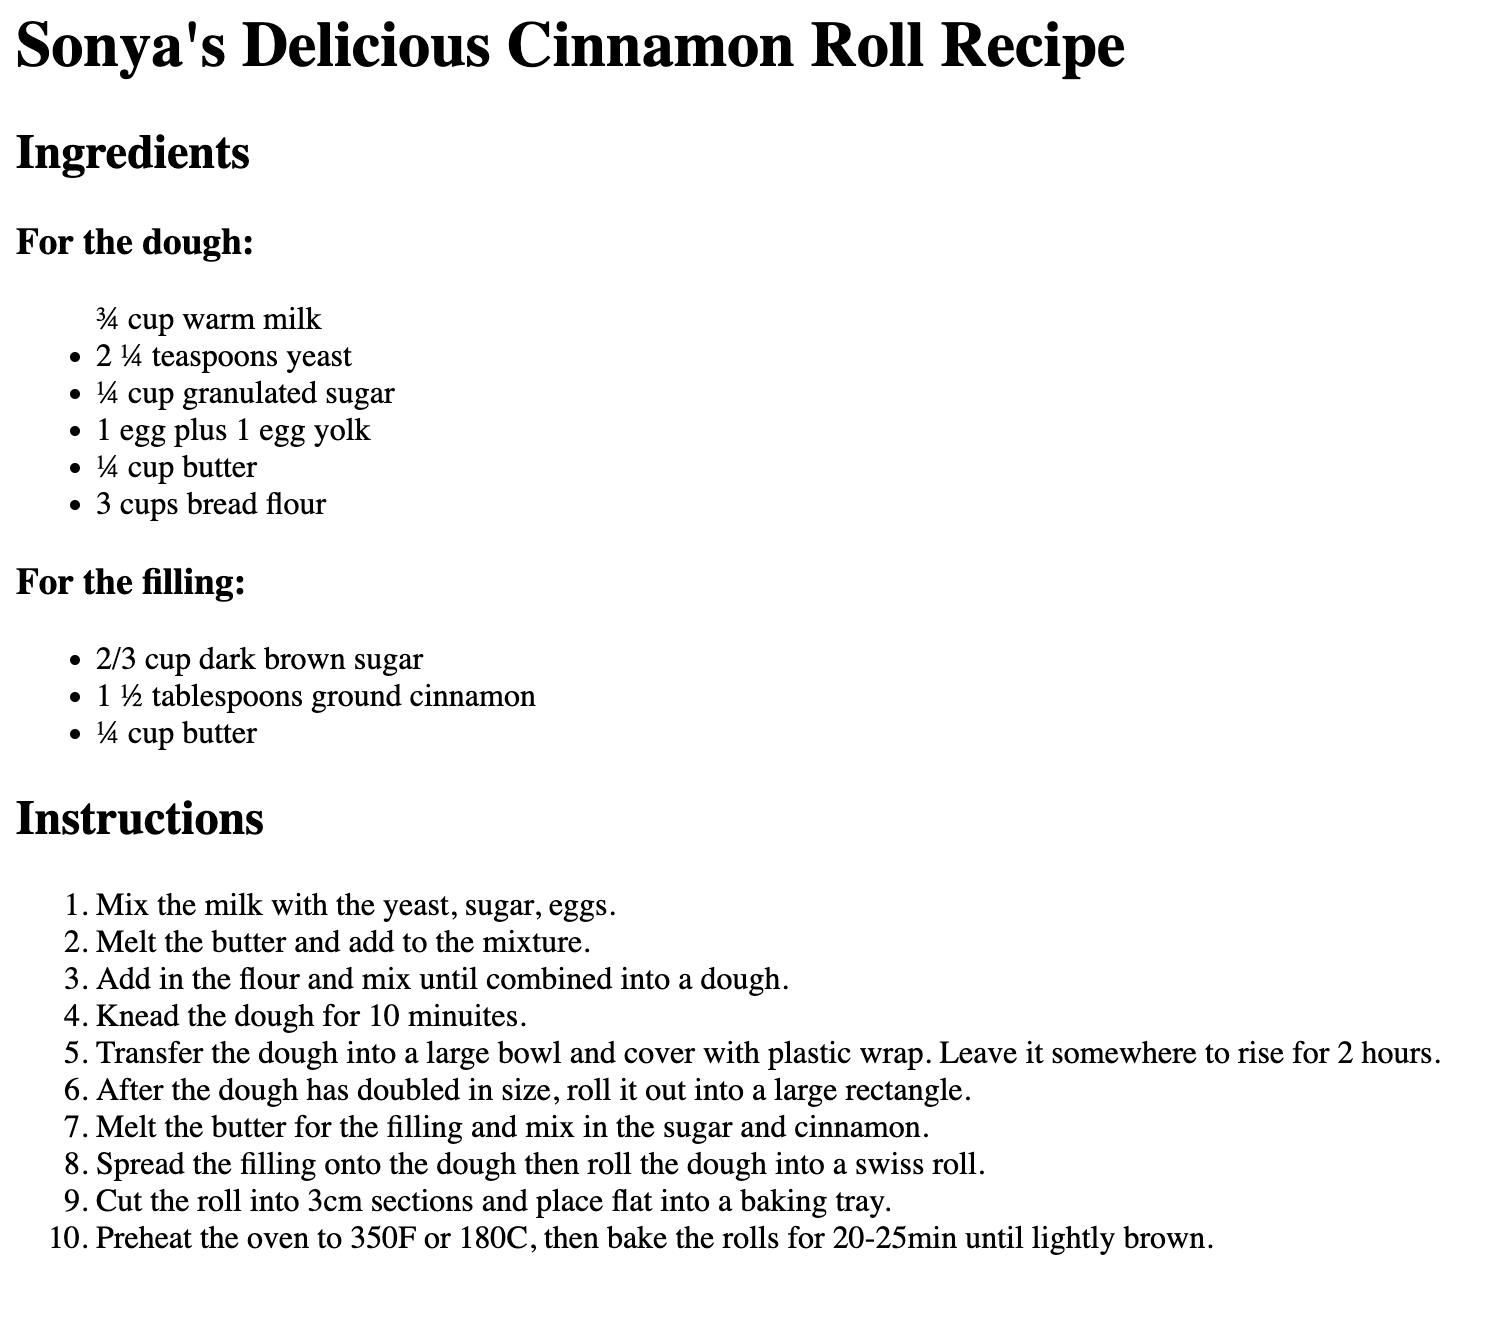 Sonya's Delicious Cinnamon Roll Recipe
Ingredients
For the dough:
¾ cup warm milk
• 2 ¼ teaspoons yeast
• ¼ cup granulated sugar
• 1 egg plus 1 egg yolk
• ¼ cup butter
• 3 cups bread flour
For the filling:
• 2/3 cup dark brown sugar
• 1 ½ tablespoons ground cinnamon
• ¼ cup butter
Instructions
1. Mix the milk with the yeast, sugar, eggs.
2. Melt the butter and add to the mixture.
3. Add in the flour and mix until combined into a dough.
4. Knead the dough for 10 minuites.
5. Transfer the dough into a large bowl and cover with plastic wrap. Leave it somewhere to rise for 2 hours.
6. After the dough has doubled in size, roll it out into a large rectangle.
7. Melt the butter for the filling and mix in the sugar and cinnamon.
8. Spread the filling onto the dough then roll the dough into a swiss roll.
9. Cut the roll into 3cm sections and place flat into a baking tray.
10. Preheat the oven to 350F or 180C, then bake the rolls for 20-25min until lightly brown.